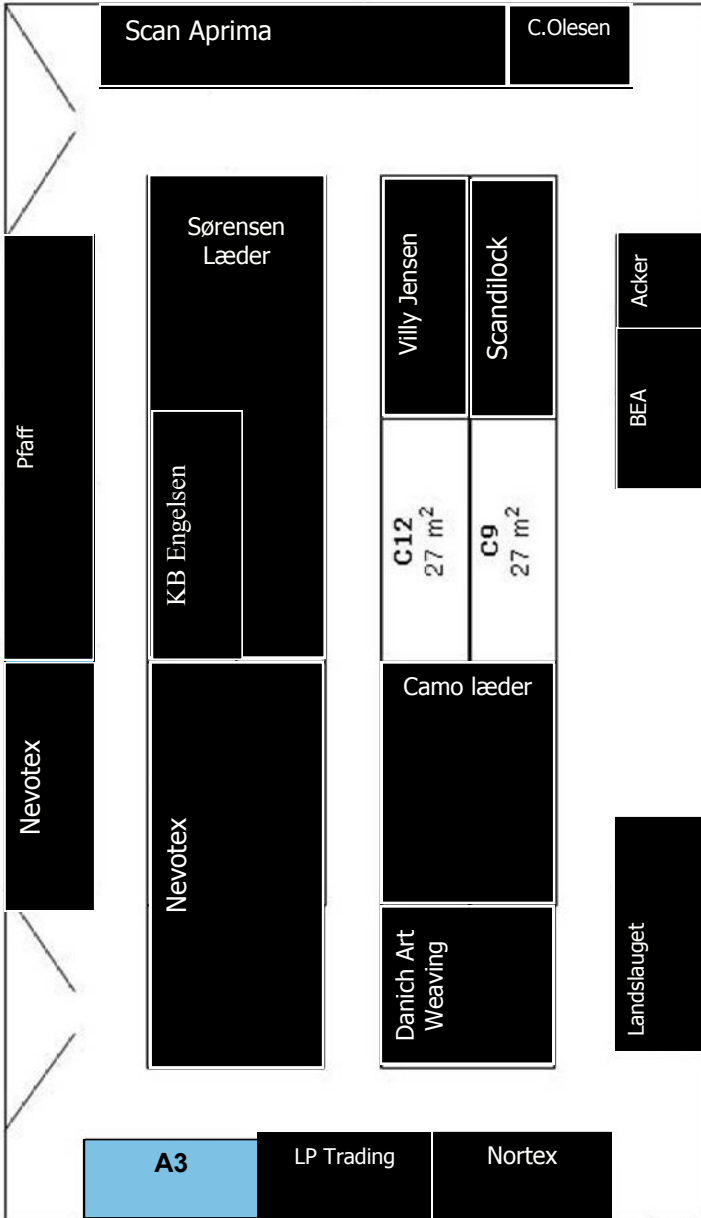 Scan Aprima
C.Olesen
Sørensen
Læder
Villy Jensen
Scandilock
Acker
BEA
Pfaff
KB Engelsen
C12
27 m²
C9
27 m²
Nevotex
Nevotex
Camo læder
Danich Art
Weaving
Landslauget
A3
LP Trading
Nortex